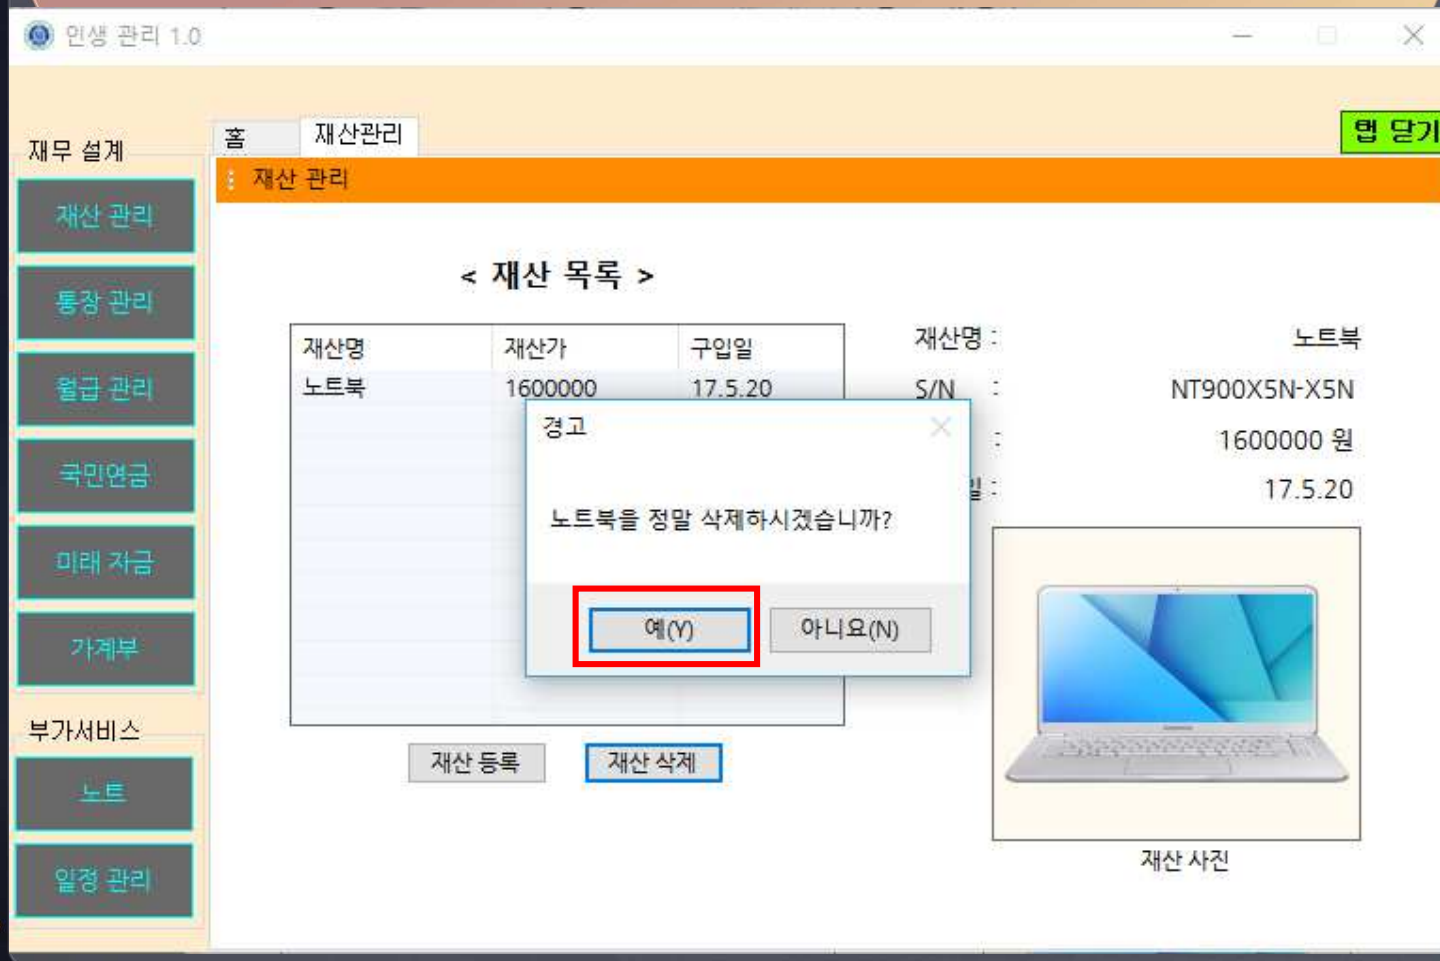 인생 관리 1.0
재무 설계
홈
재산관리
탭 닫기
재산 관리
재산 관리
통장 관리
월급 관리
국민연금
미래 자금
가계부
부가서비스
노트
일정 관리
< 재산 목록 >
재산명 재산가 구입일
노트북 1600000 17.5.20
재산명 : 노트북
S/N : NT900X5N-X5N
: 1600000 원
일 : 17.5.20
경고
노트북을 정말 삭제하시겠습니까?
예(Y) 아니요(N)
재산 등록 재산 삭제
재산 사진